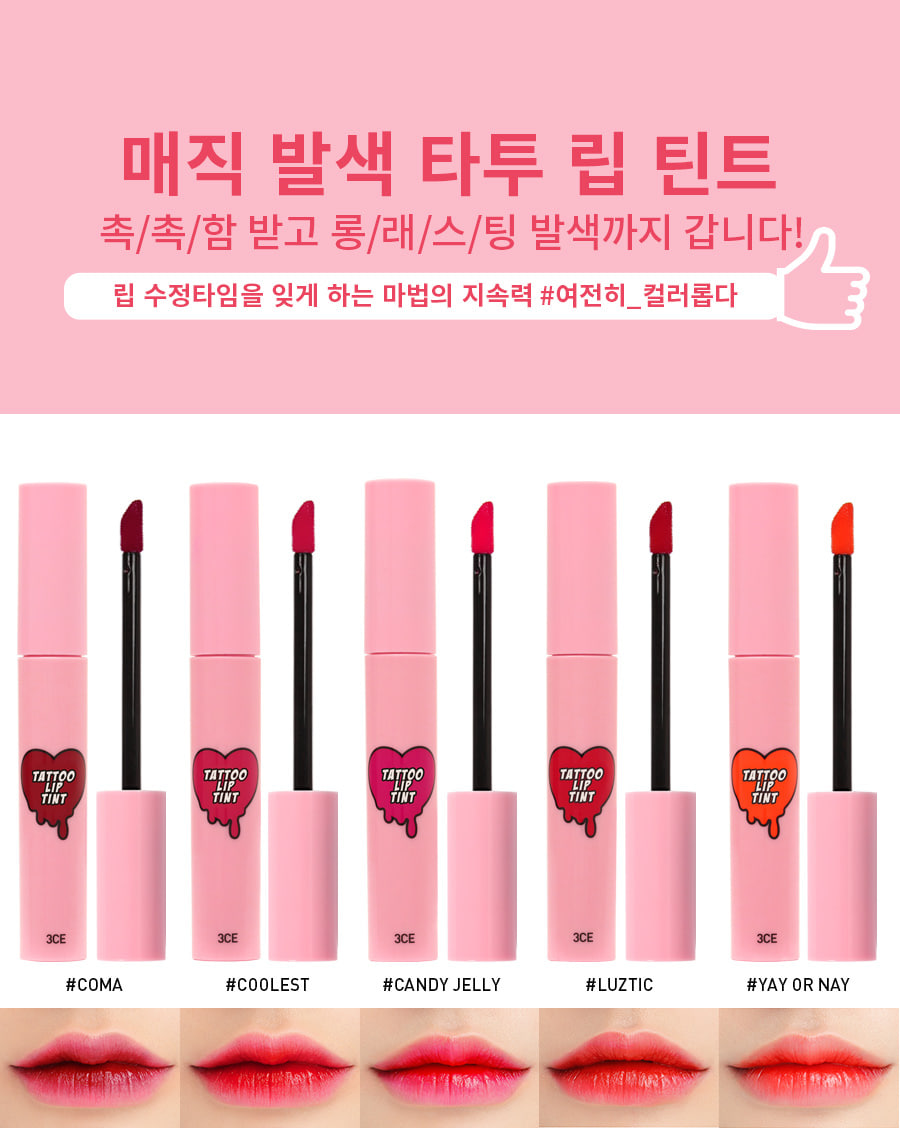 매직 발색 타투 립 틴트
촉/촉/함 받고 롱/래/스/팅 발색까지 갑니다!
립 수정타임을 잊게 하는 마법의 지속력 #여전히_컬러롭다
TATTOO
LIP
TINT
3CE
TATTOO
LIP
TINT
3CE
TATTOO
LIP
TINT
3CE
TATTOO
LIP
TINT
3CE
TATTOO
LIP
TINT
3CE
#COMA
#COOLEST
#CANDY JELLY
#LUZTIC
#YAY OR NAY